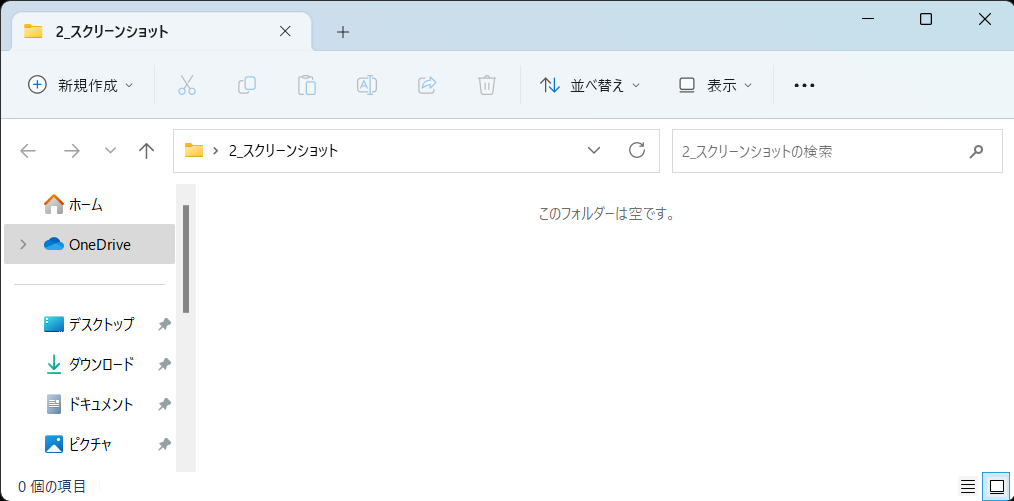 2_スクリーンショット
新規作成
並べ替え
表示
2_スクリーンショット
2_スクリーンショットの検索
ホーム
OneDrive
デスクトップ
ダウンロード
ドキュメント
ピクチャ
このフォルダーは空です。
0 個の項目